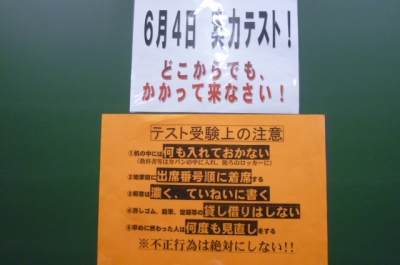 6月4日 実力テスト!
どこからでも、
かかって来なさい!
テスト受験上の注意
①机の中には何も入れておかない
(教科書等はカバンの中に入れ、後ろのロッカーに)
②始業前に出席番号順に着席する
③解答は濃く、ていねいに書く
④消しゴム、鉛筆、定規等の貸し借りはしない
⑤早めに終わった人は何度も見直しをする
※不正行為は絶対にしない!!